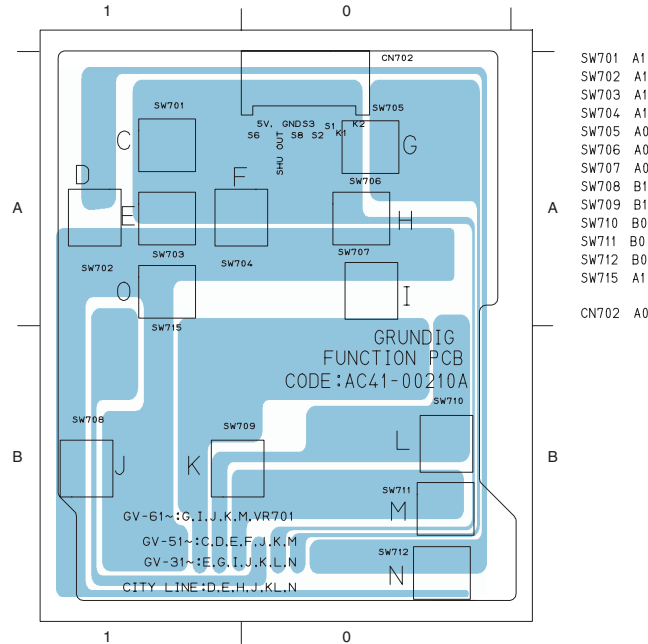 1 0
CN702
SW701 SW705
5V. GNDS3 S1 K2
S6 S8 S2 K1
SHU OUT
C G
D F SW706
A E H A
SW702 SW703 SW704 SW707
O I
SW715
GRUNDIG
FUNCTION PCB
CODE:AC41-00210A
SW708 SW709 SW710
L
B J K B
SW711
M
GV-61~:G.I.J.K.M.VR701
GV-51~:C.D.E.F.J.K.M
SW712
GV-31~:E.G.I.J.K.L.N
N
CITY LINE:D.E.H.J.KL.N
1 0
SW701 A1
SW702 A1
SW703 A1
SW704 A1
SW705 A0
SW706 A0
SW707 A0
SW708 B1
SW709 B1
SW710 B0
SW711 B0
SW712 B0
SW715 A1
CN702 A0